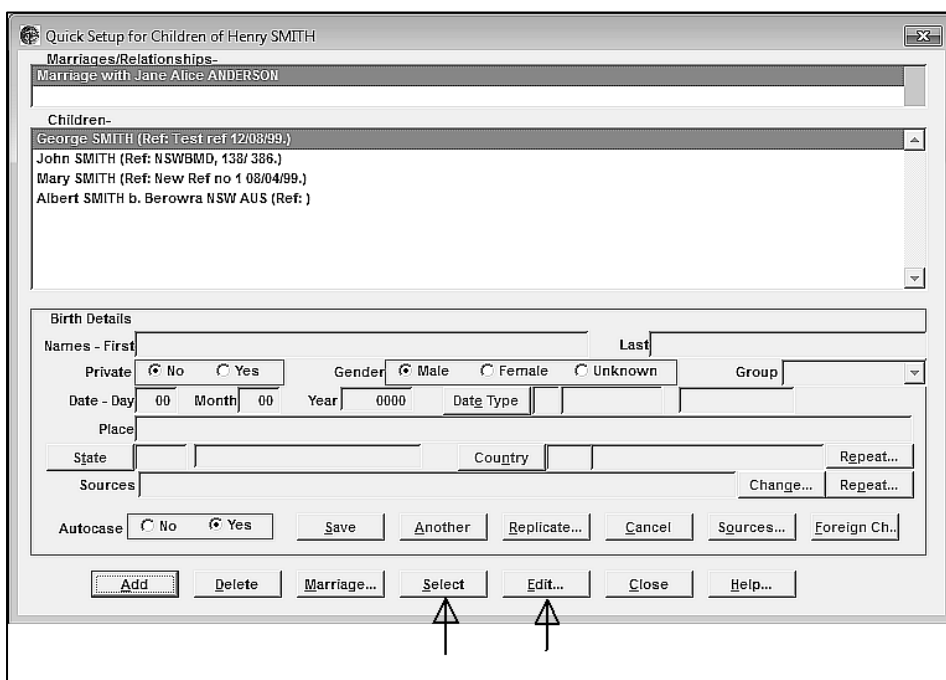 Quick Setup for Children of Henry SMITH
Marriages/Relationships-
Marriage with Jane Alice ANDERSON
Children-
George SMITH (Ref: Test ref 12/08/99.)
John SMITH (Ref: NSWBMD, 138/ 386.)
Mary SMITH (Ref: New Ref no 1 08/04/99.)
Albert SMITH b. Berowra NSW AUS (Ref: )
Birth Details
Names - First Last
Private No Yes Gender Male Female Unknown Group
Date - Day 00 Month 00 Year 0000 Date Type
Place
State Country Repeat...
Sources Change... Repeat...
Autocase No Yes Save Another Replicate... Cancel Sources... Foreign Ch..
Add Delete Marriage... Select Edit... Close Help...